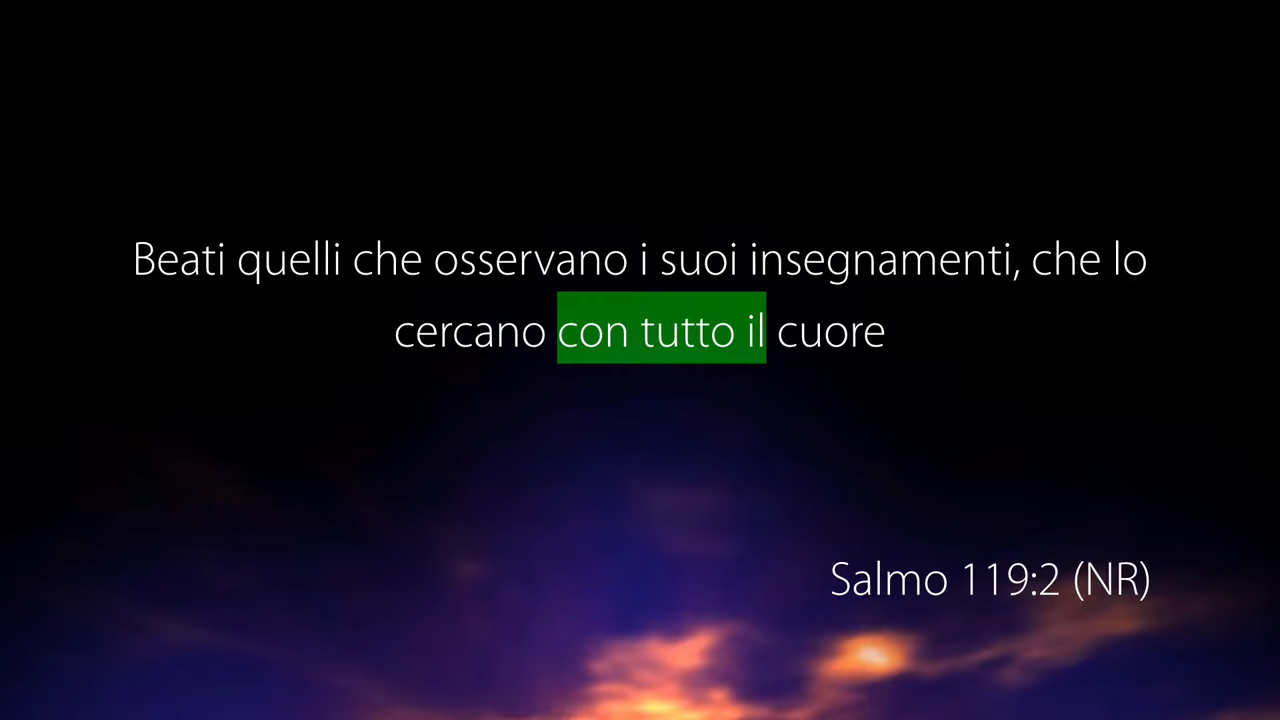 Beati quelli che osservano i suoi insegnamenti, che lo
cercano con tutto il cuore
Salmo 119:2 (NR)